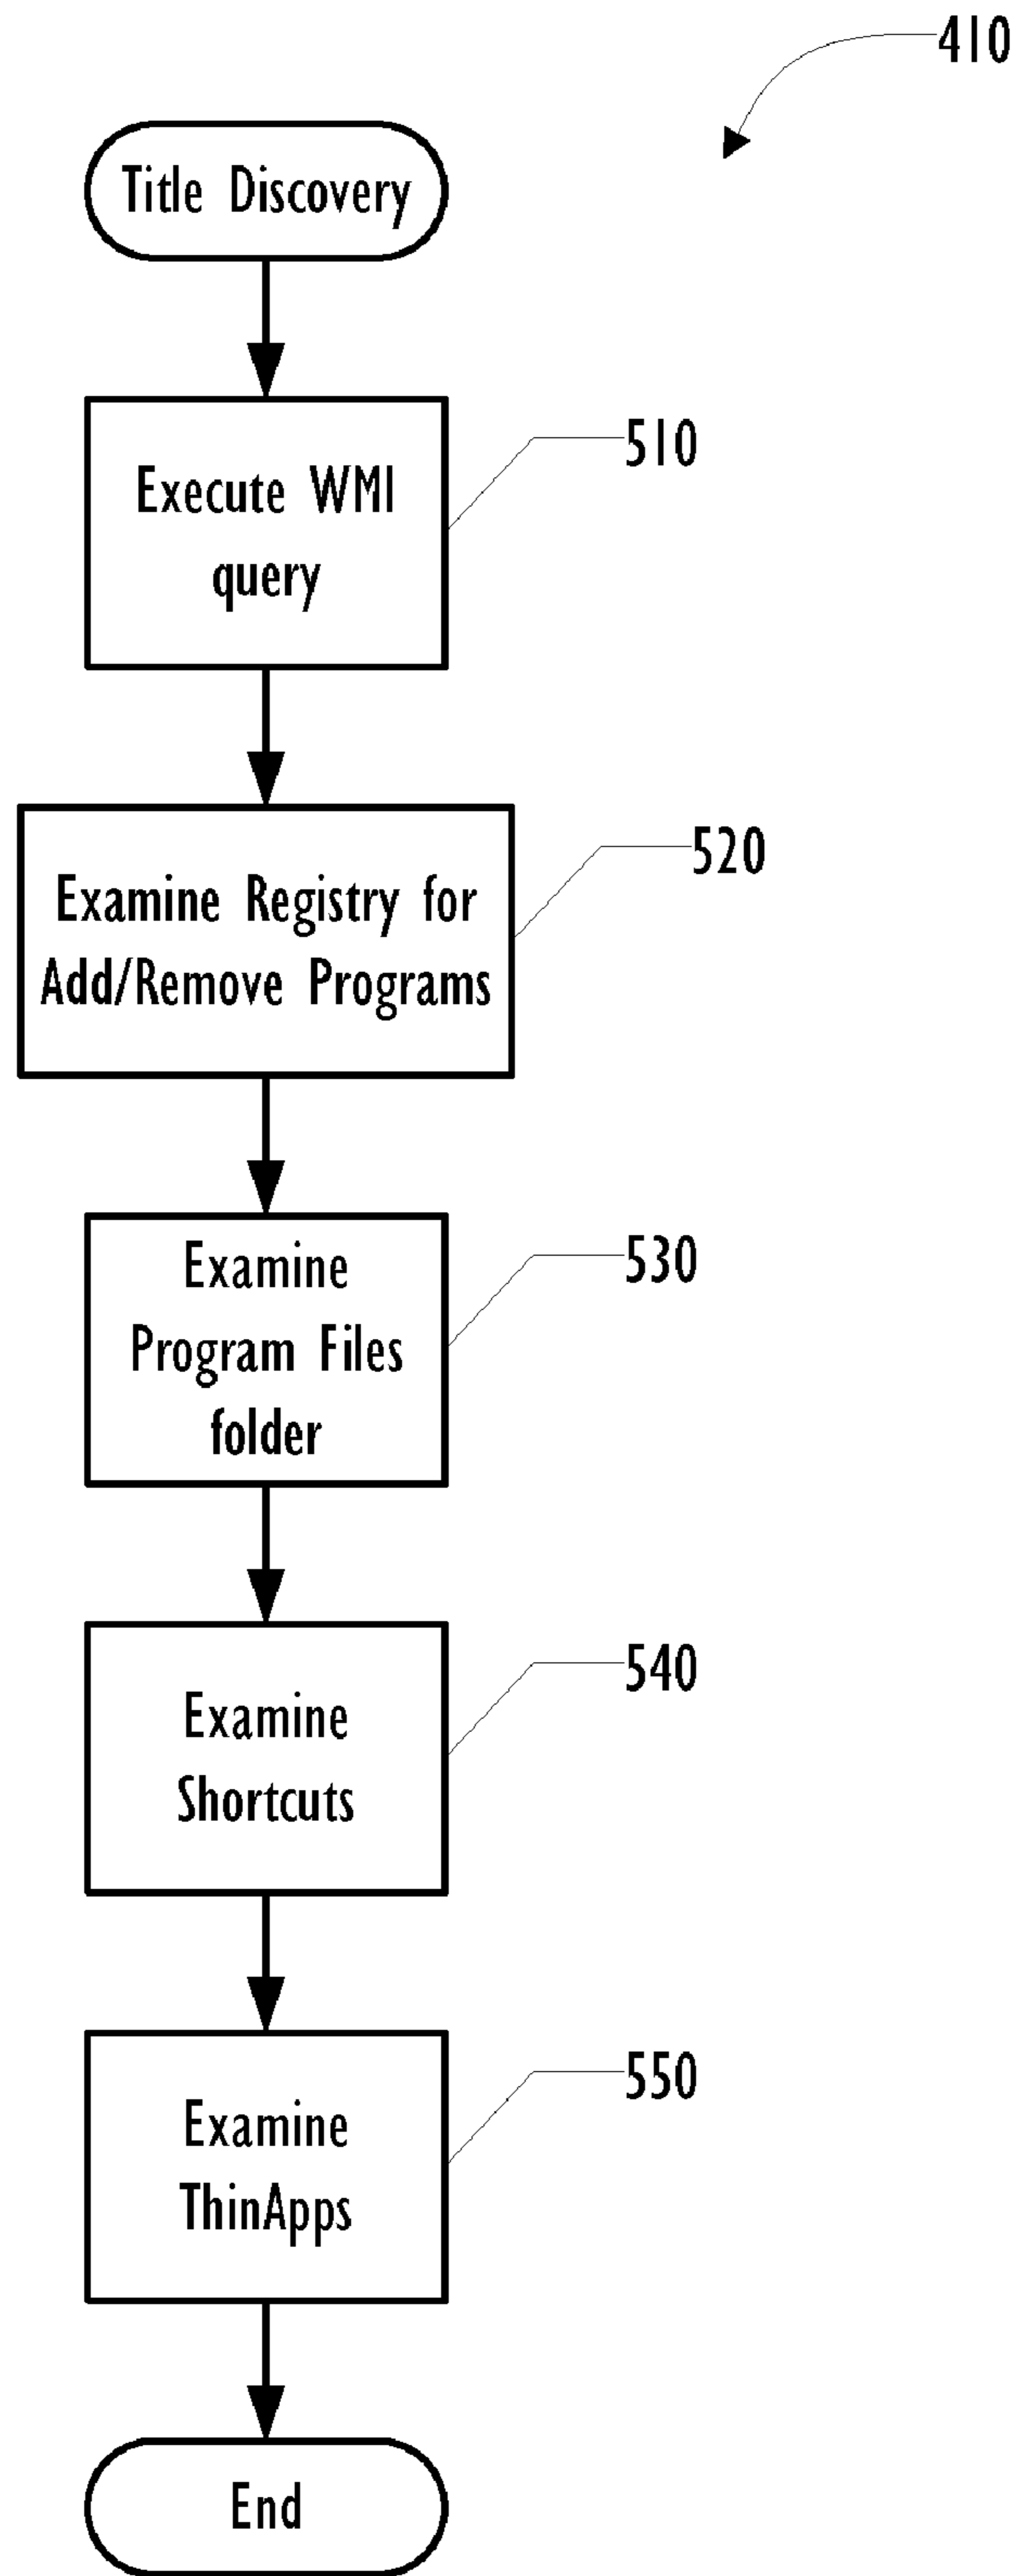 410
Title Discovery
510
Execute WMI
query
520
Examine Registry for
Add/Remove Programs
530
Examine
Program Files
folder
540
Examine
Shortcuts
550
Examine
ThinApps
End